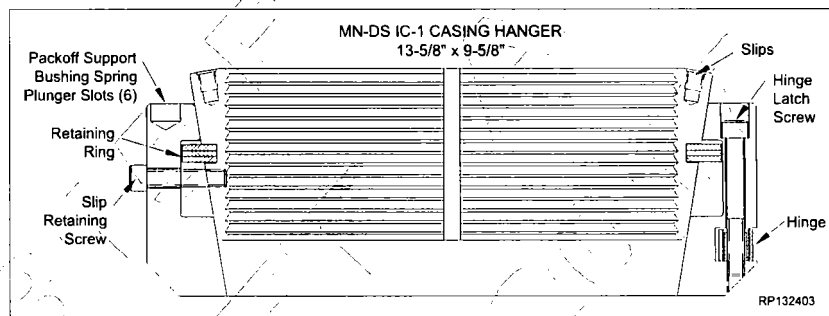 MN-DS IC-1 CASING HANGER
13-5/8" x 9-5/8"
Packoff Support
Bushing Spring
Plunger Slots (6)
Retaining
Ring
Slip
Retaining
Screw
Slips
Hinge
Latch
Screw
Hinge
RP132403